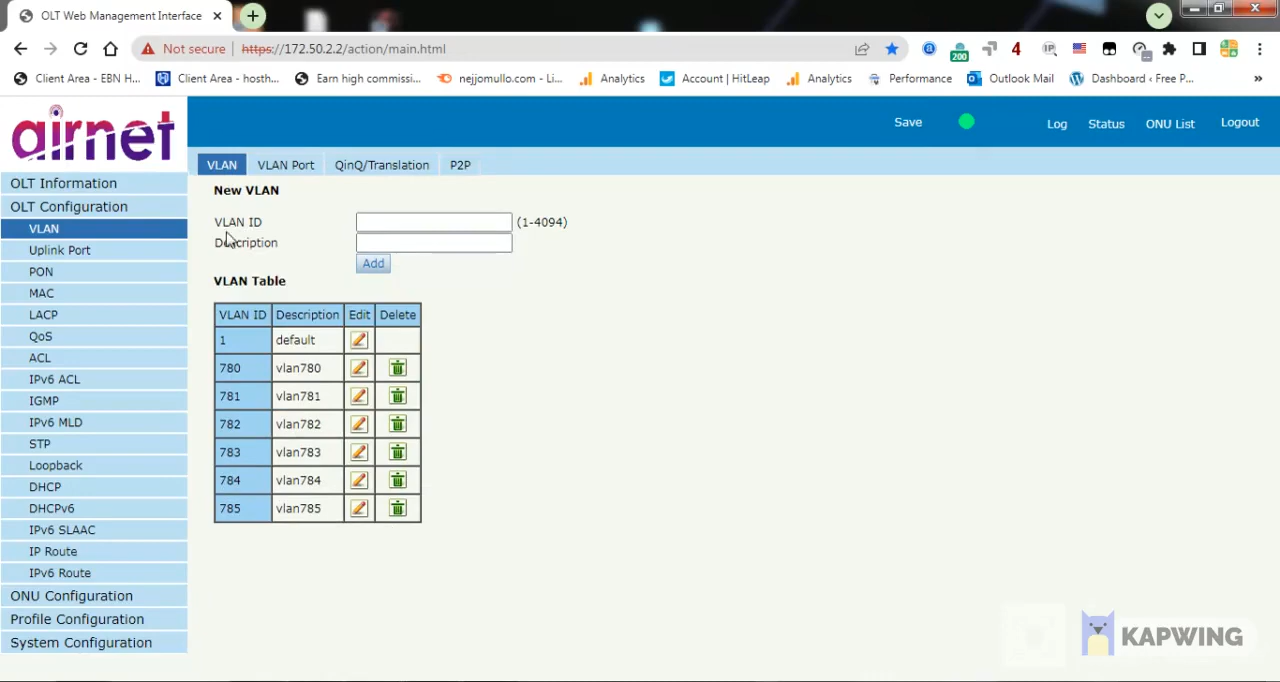 OLT Web Management Interface
Not secure | https://172.50.2.2/action/main.html
200 4 IP
Client Area - EBN H... Client Area - hosth... Earn high commissi... nejjomullo.com - Li... Analytics Account | HitLeap Analytics Performance Outlook Mail Dashboard ‹ Free P... »
airnet
Save Log Status ONU List Logout
VLAN VLAN Port QinQ/Translation P2P
OLT Information
OLT Configuration
VLAN
Uplink Port
PON
MAC
LACP
QoS
ACL
IPv6 ACL
IGMP
IPv6 MLD
STP
Loopback
DHCP
DHCPv6
IPv6 SLAAC
IP Route
IPv6 Route
ONU Configuration
Profile Configuration
System Configuration
New VLAN
VLAN ID (1-4094)
Description
Add
VLAN Table
VLAN ID Description Edit Delete
1 default
780 vlan780
781 vlan781
782 vlan782
783 vlan783
784 vlan784
785 vlan785
KAPWING